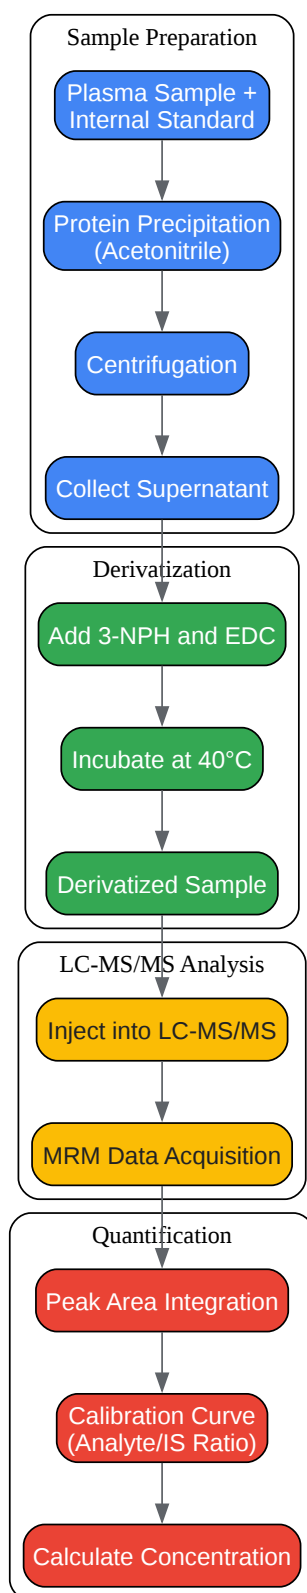 Sample Preparation
Plasma Sample +
Internal Standard
Protein Precipitation
(Acetonitrile)
Centrifugation
Collect Supernatant
Derivatization
Add 3-NPH and EDC
Incubate at 40°C
Derivatized Sample
LC-MS/MS Analysis
Inject into LC-MS/MS
MRM Data Acquisition
Quantification
Peak Area Integration
Calibration Curve
(Analyte/IS Ratio)
Calculate Concentration